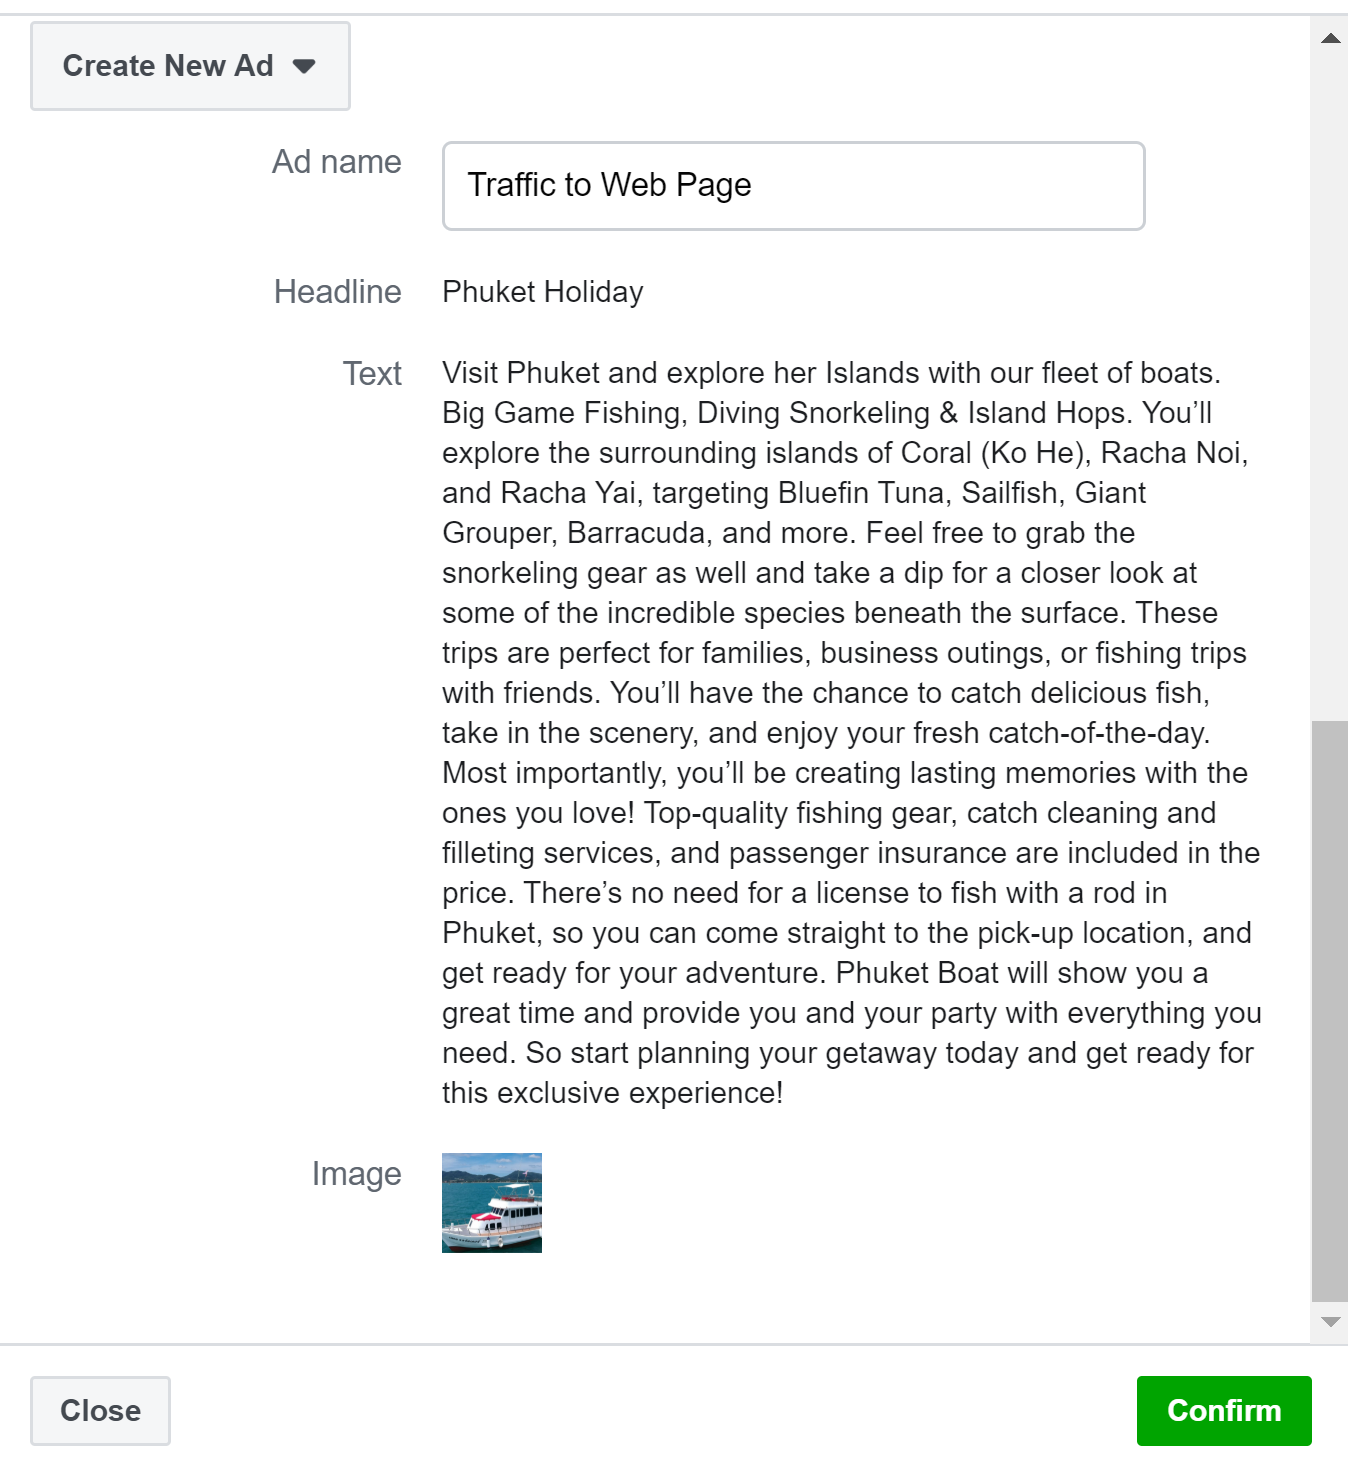 Create New Ad
Ad name
Traffic to Web Page
Headline
Phuket Holiday
Text
Visit Phuket and explore her Islands with our fleet of boats.
Big Game Fishing, Diving Snorkeling & Island Hops. You’ll
explore the surrounding islands of Coral (Ko He), Racha Noi,
and Racha Yai, targeting Bluefin Tuna, Sailfish, Giant
Grouper, Barracuda, and more. Feel free to grab the
snorkeling gear as well and take a dip for a closer look at
some of the incredible species beneath the surface. These
trips are perfect for families, business outings, or fishing trips
with friends. You’ll have the chance to catch delicious fish,
take in the scenery, and enjoy your fresh catch-of-the-day.
Most importantly, you’ll be creating lasting memories with the
ones you love! Top-quality fishing gear, catch cleaning and
filleting services, and passenger insurance are included in the
price. There’s no need for a license to fish with a rod in
Phuket, so you can come straight to the pick-up location, and
get ready for your adventure. Phuket Boat will show you a
great time and provide you and your party with everything you
need. So start planning your getaway today and get ready for
this exclusive experience!
Image
Close
Confirm